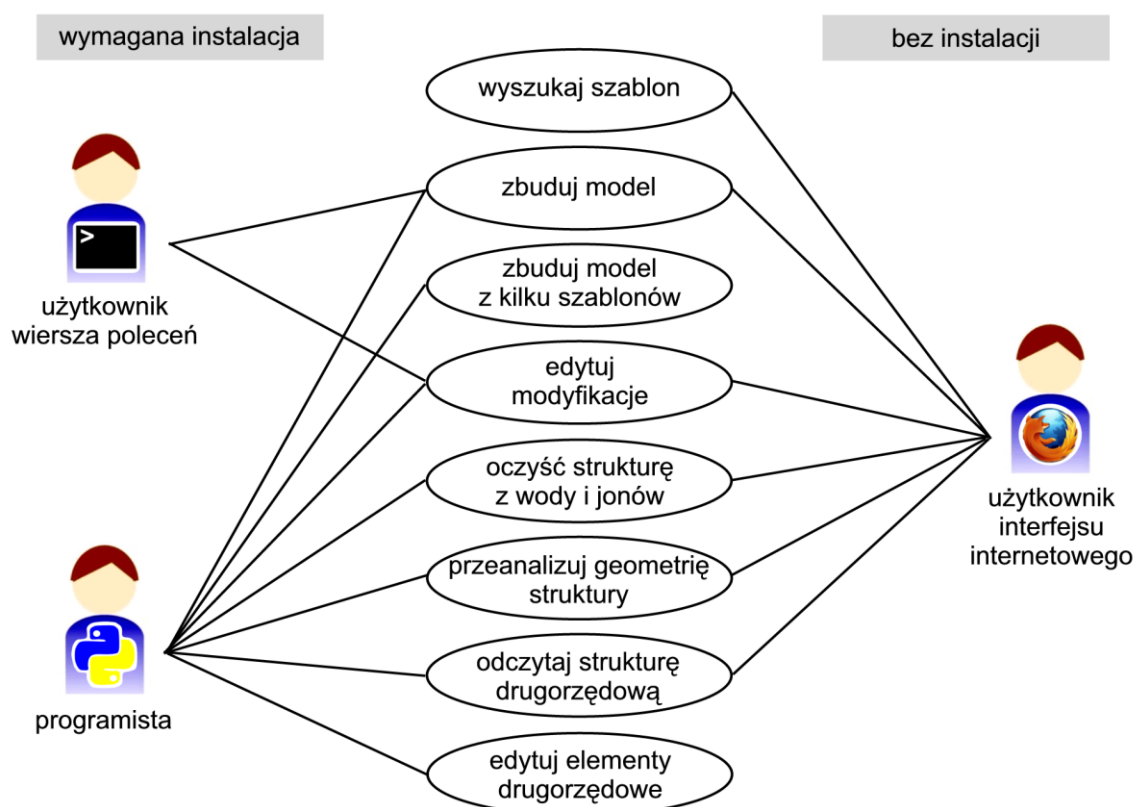 wymagana instalacja
bez instalacji
wyszukaj szablon
zbuduj model
zbuduj model
z kilku szablonów
edytuj
modyfikacje
oczyść strukturę
z wody i jonów
przeanalizuj geometrię
struktury
odczytaj strukturę
drugorzędową
edytuj elementy
drugorzędowe
>
użytkownik
wiersza poleceń
programista
użytkownik
interfejsu
internetowego